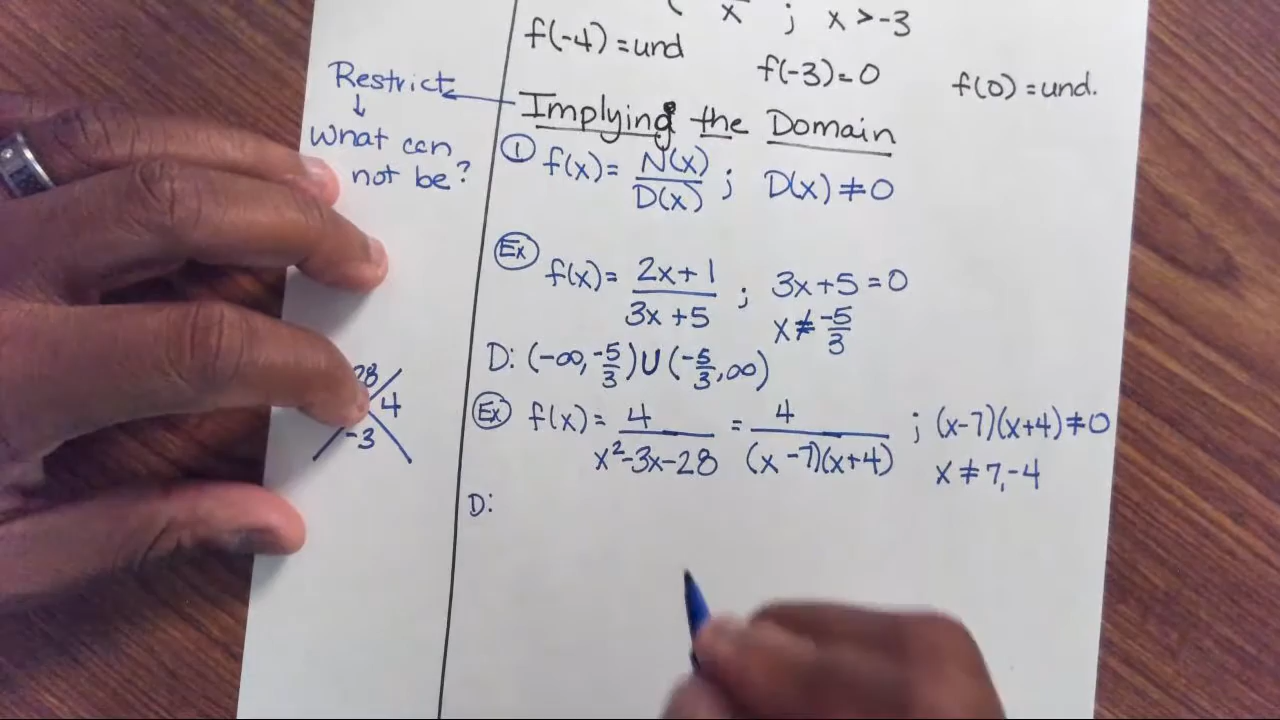 x ; x > -3
f(-4) = und
f(-3) = 0
f(0) = und.
Restrict
↓
What can
not be?
Implying the Domain
① f(x) = N(x)/D(x) ; D(x) ≠ 0
Ex f(x) = (2x+1)/(3x+5) ; 3x+5 = 0
x ≠ -5/3
D: (-∞, -5/3) U (-5/3, ∞)
Ex f(x) = 4/(x²-3x-28) = 4/((x-7)(x+4)) ; (x-7)(x+4) ≠ 0
x ≠ 7, -4
D:
28
4
-3